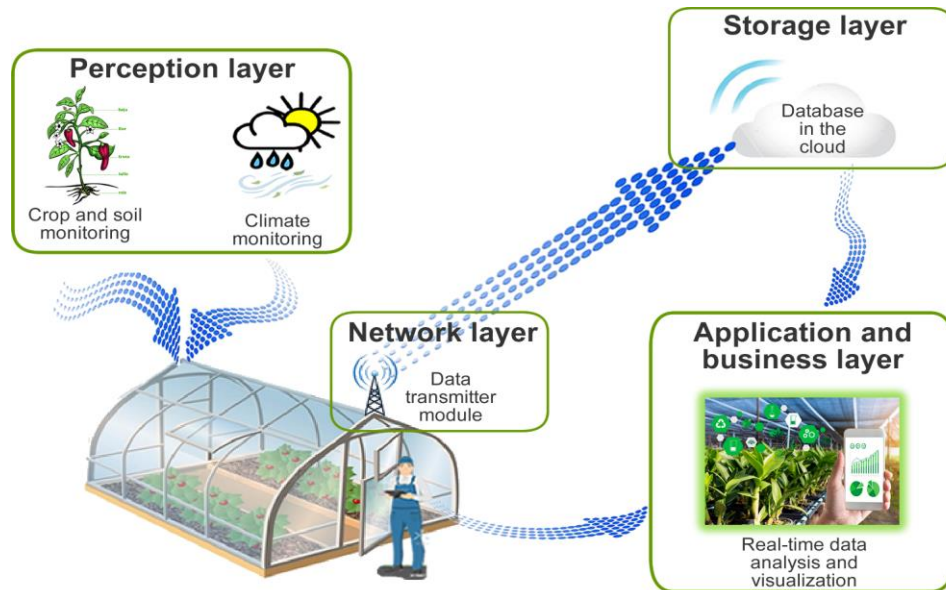 Perception layer
Crop and soil
monitoring
Climate
monitoring
Storage layer
Database
in the
cloud
Network layer
Data
transmitter
module
Application and
business layer
Real-time data
analysis and
visualization